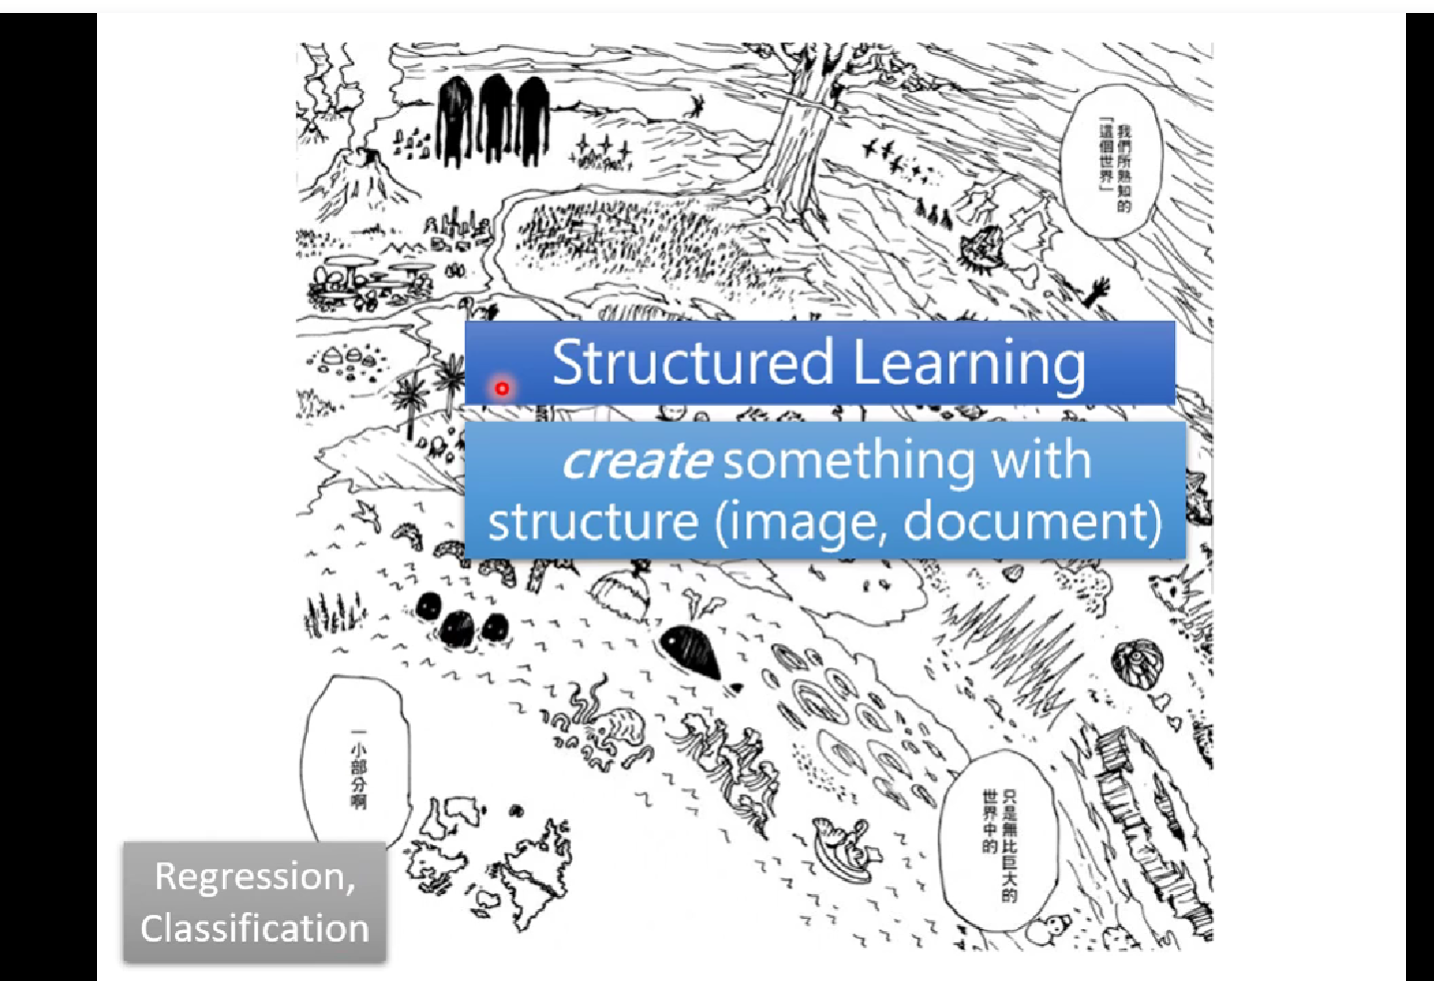 我們所熟知的
「這個世界」
Structured Learning
create something with
structure (image, document)
一小部分啊
只是無比巨大的
世界中的
Regression,
Classification